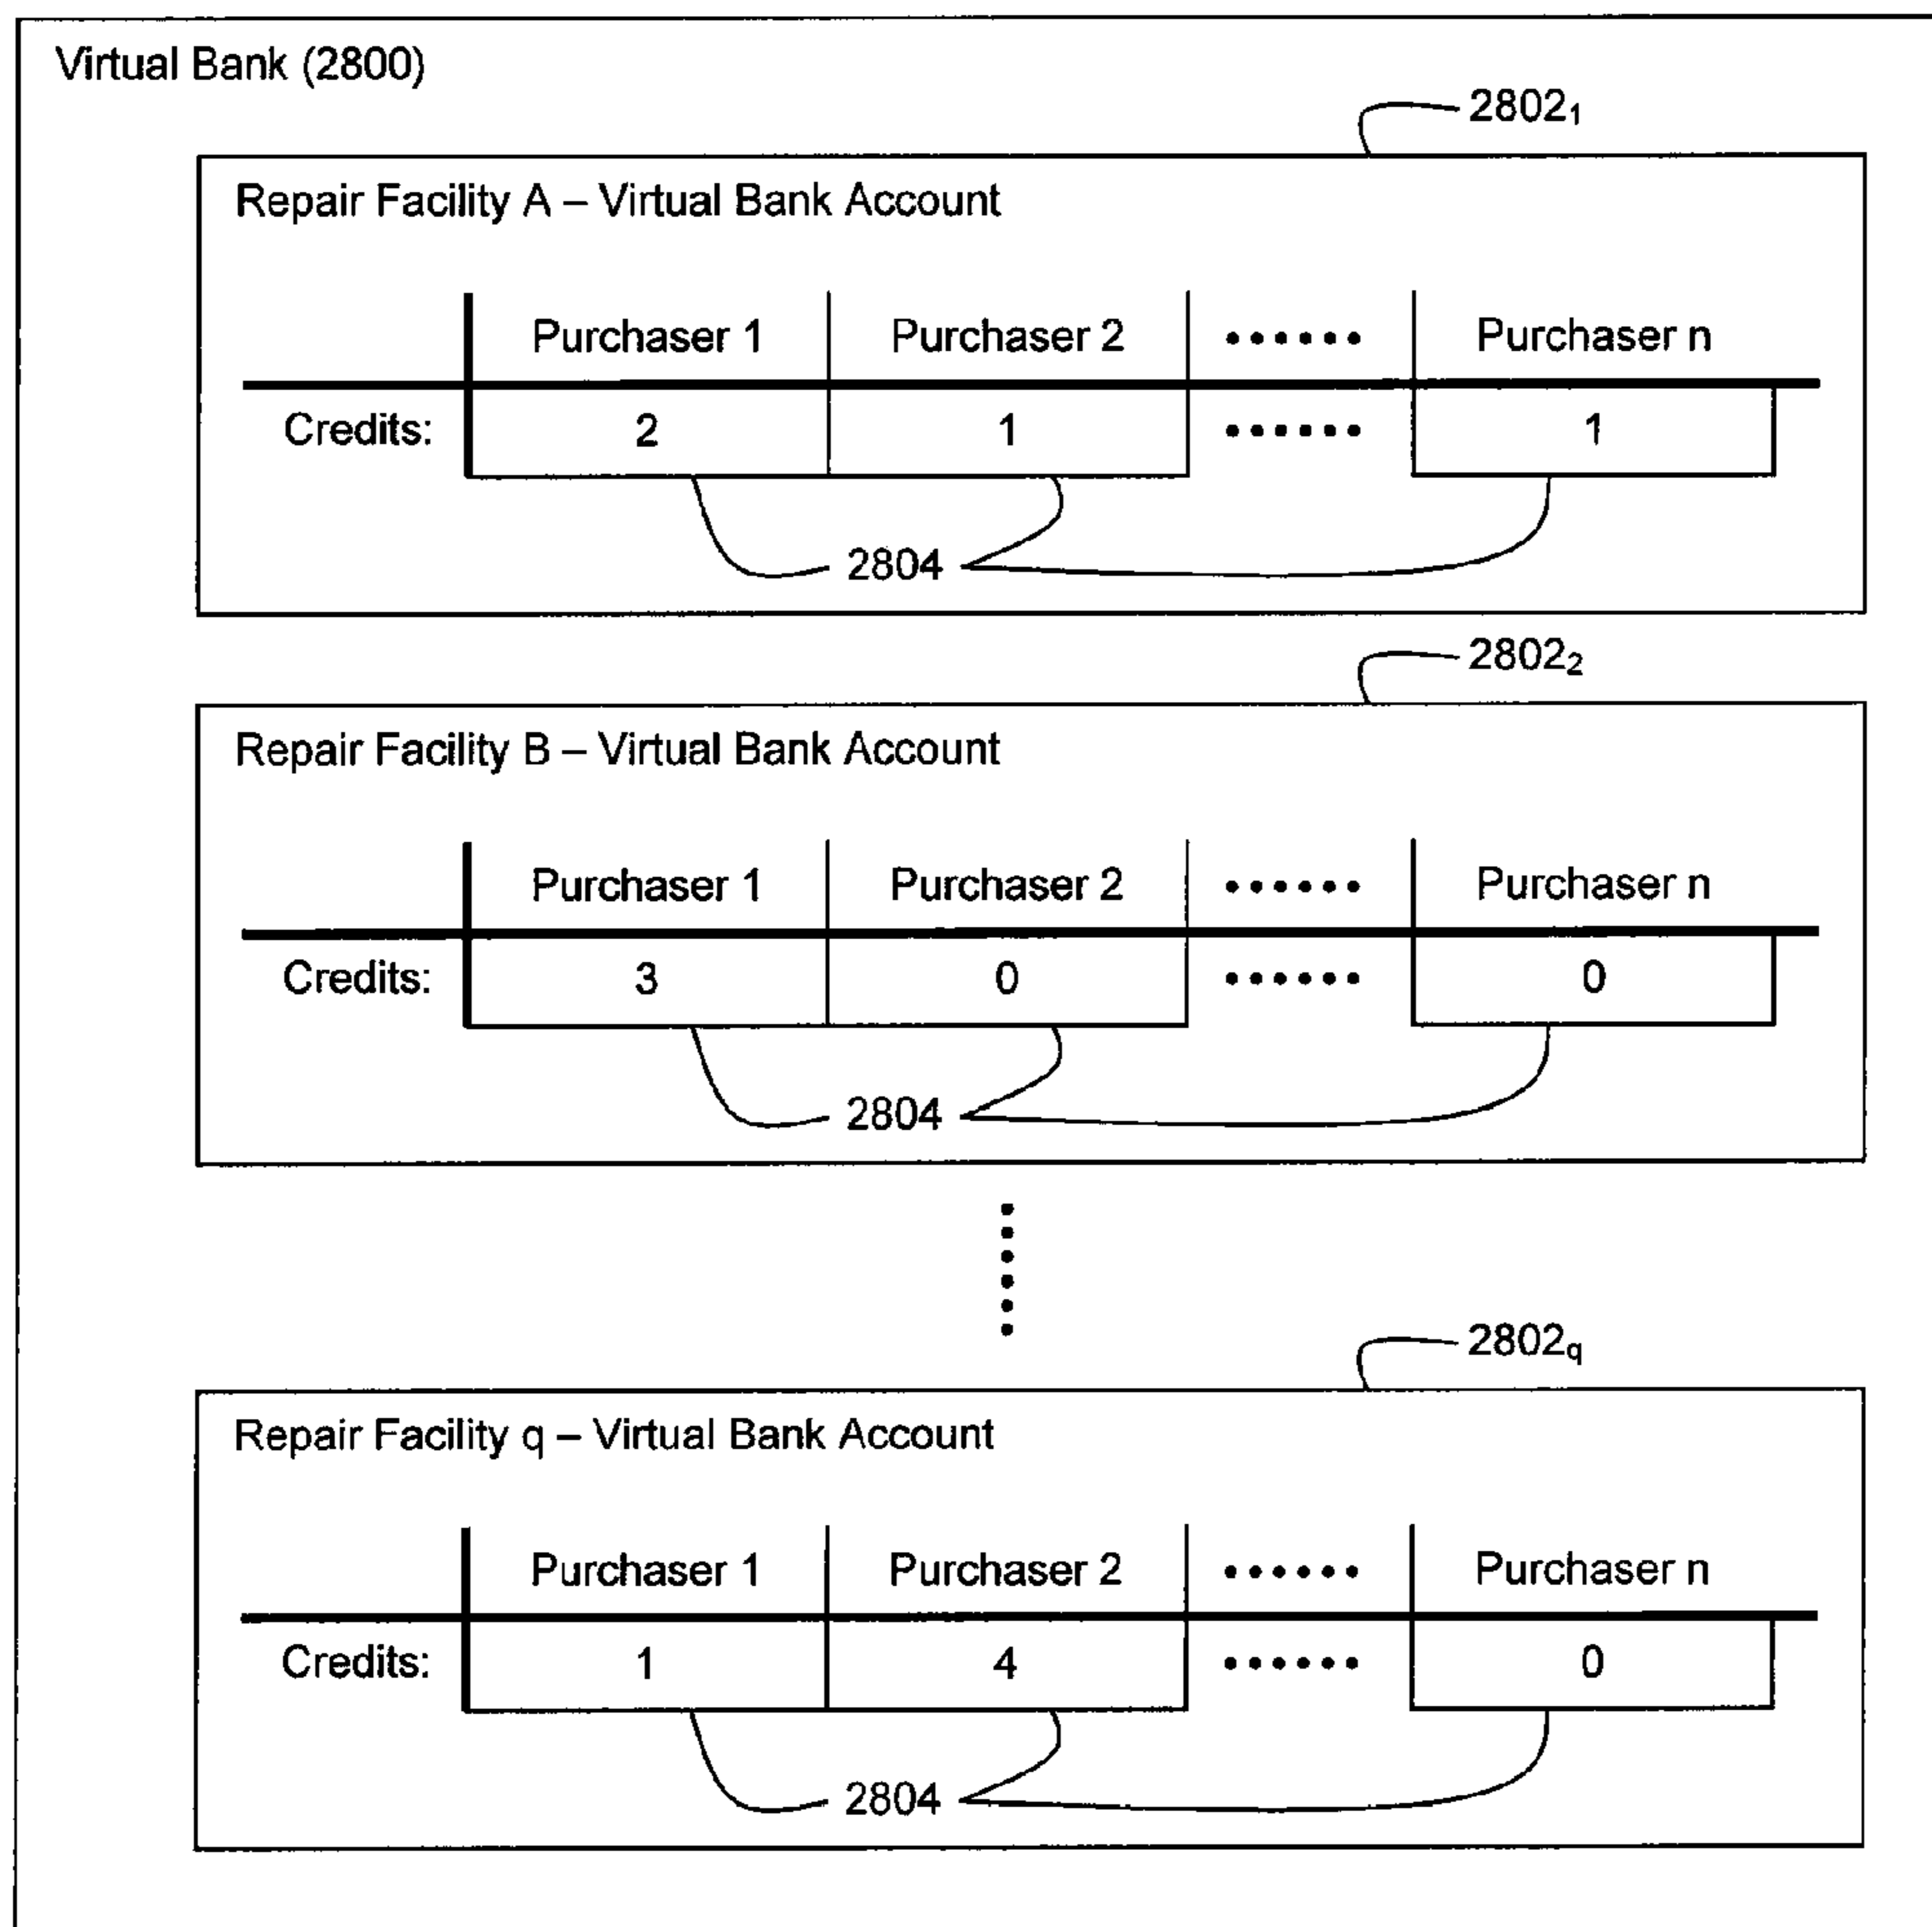 Virtual Bank (2800)
2802₁
Repair Facility A – Virtual Bank Account
Purchaser 1 Purchaser 2 ...... Purchaser n
Credits: 2 1 ...... 1
2804
2802₂
Repair Facility B – Virtual Bank Account
Purchaser 1 Purchaser 2 ...... Purchaser n
Credits: 3 0 ...... 0
2804
2802q
Repair Facility q – Virtual Bank Account
Purchaser 1 Purchaser 2 ...... Purchaser n
Credits: 1 4 ...... 0
2804